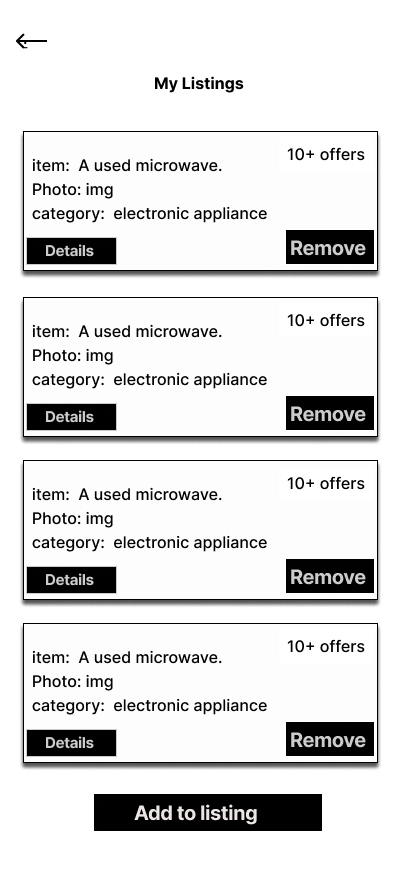 My Listings
10+ offers
item:  A used microwave.
Photo: img
category:  electronic appliance
Details
Remove
10+ offers
item:  A used microwave.
Photo: img
category:  electronic appliance
Details
Remove
10+ offers
item:  A used microwave.
Photo: img
category:  electronic appliance
Details
Remove
10+ offers
item:  A used microwave.
Photo: img
category:  electronic appliance
Details
Remove
Add to listing